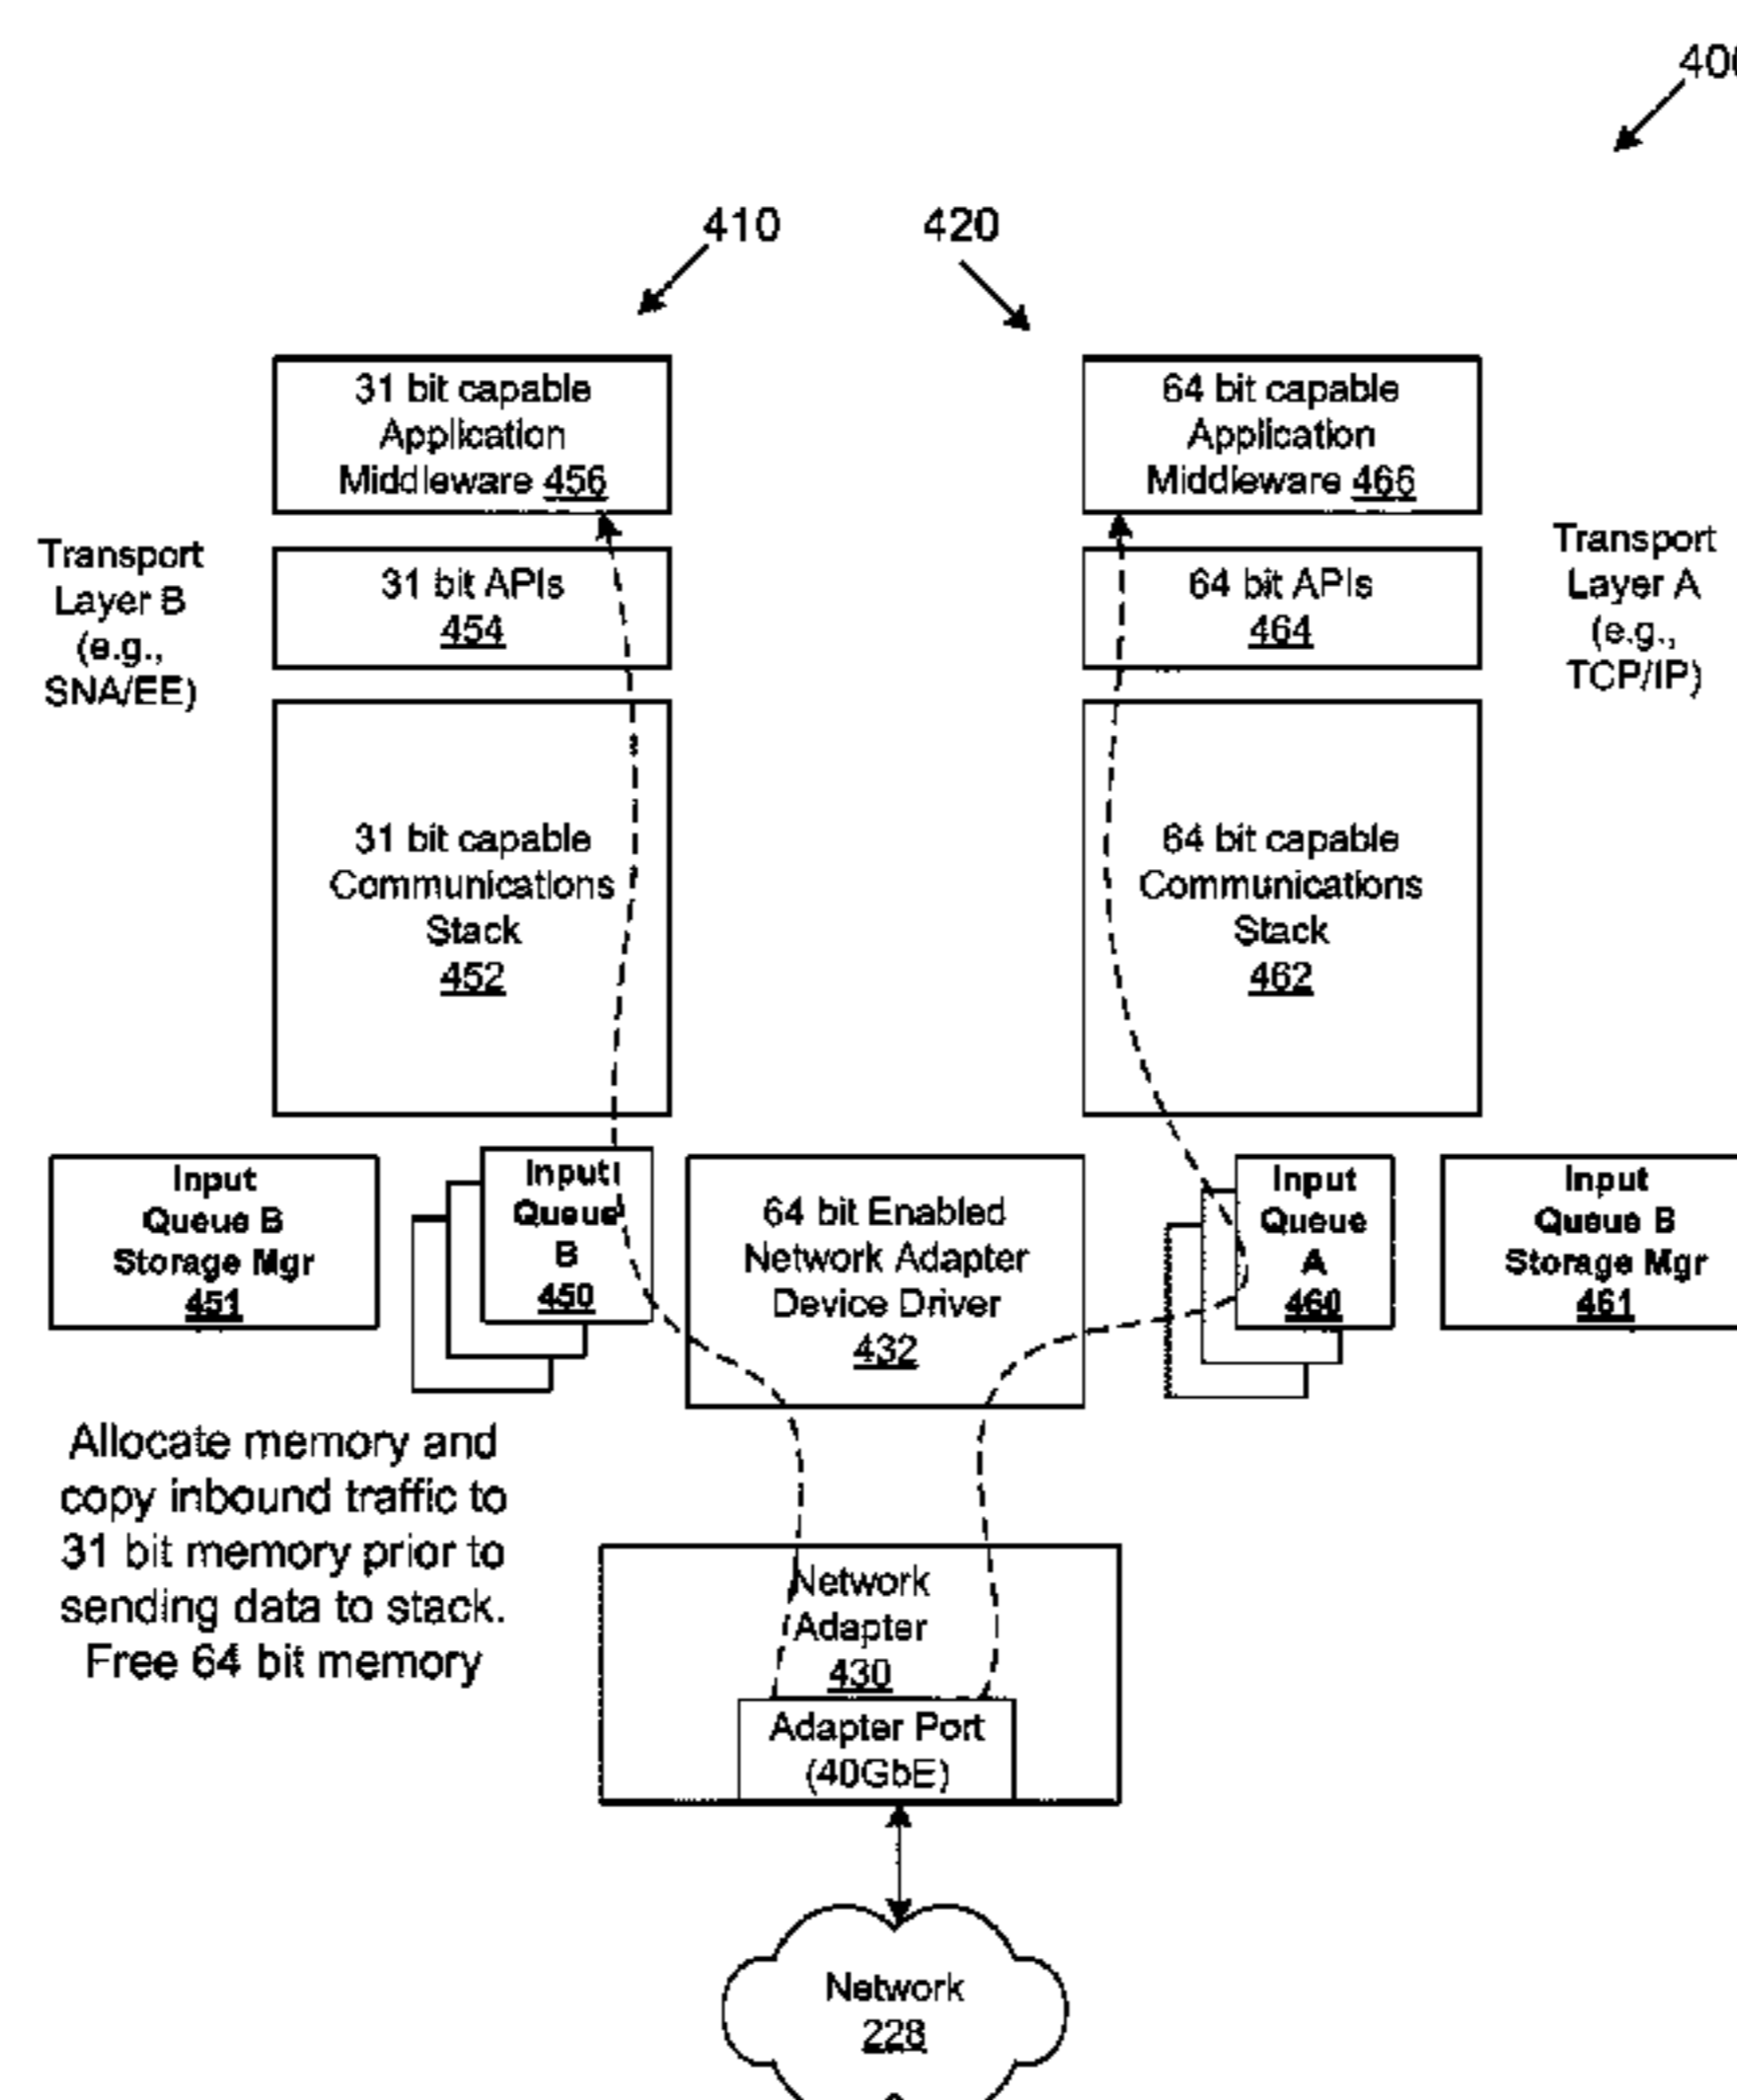 400
410
420
31 bit capable
Application
Middleware 456
64 bit capable
Application
Middleware 466
Transport
Layer B
(e.g.,
SNA/EE)
31 bit APIs
454
64 bit APIs
464
Transport
Layer A
(e.g.,
TCP/IP)
31 bit capable
Communications
Stack
452
64 bit capable
Communications
Stack
462
Input
Queue B
Storage Mgr
451
Input
Queue
B
450
64 bit Enabled
Network Adapter
Device Driver
432
Input
Queue
A
460
Input
Queue B
Storage Mgr
461
Allocate memory and
copy inbound traffic to
31 bit memory prior to
sending data to stack.
Free 64 bit memory
Network
Adapter
430
Adapter Port
(40GbE)
Network
228